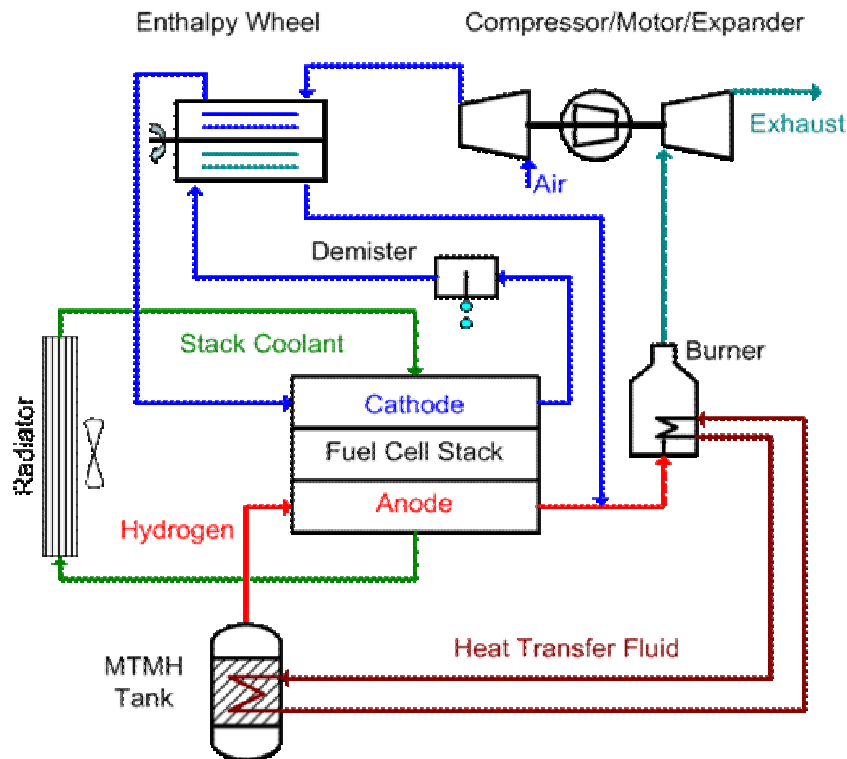 Enthalpy Wheel
Compressor/Motor/Expander
Exhaust
Air
Demister
Stack Coolant
Burner
Radiator
Cathode
Fuel Cell Stack
Anode
Hydrogen
Heat Transfer Fluid
MTMH
Tank